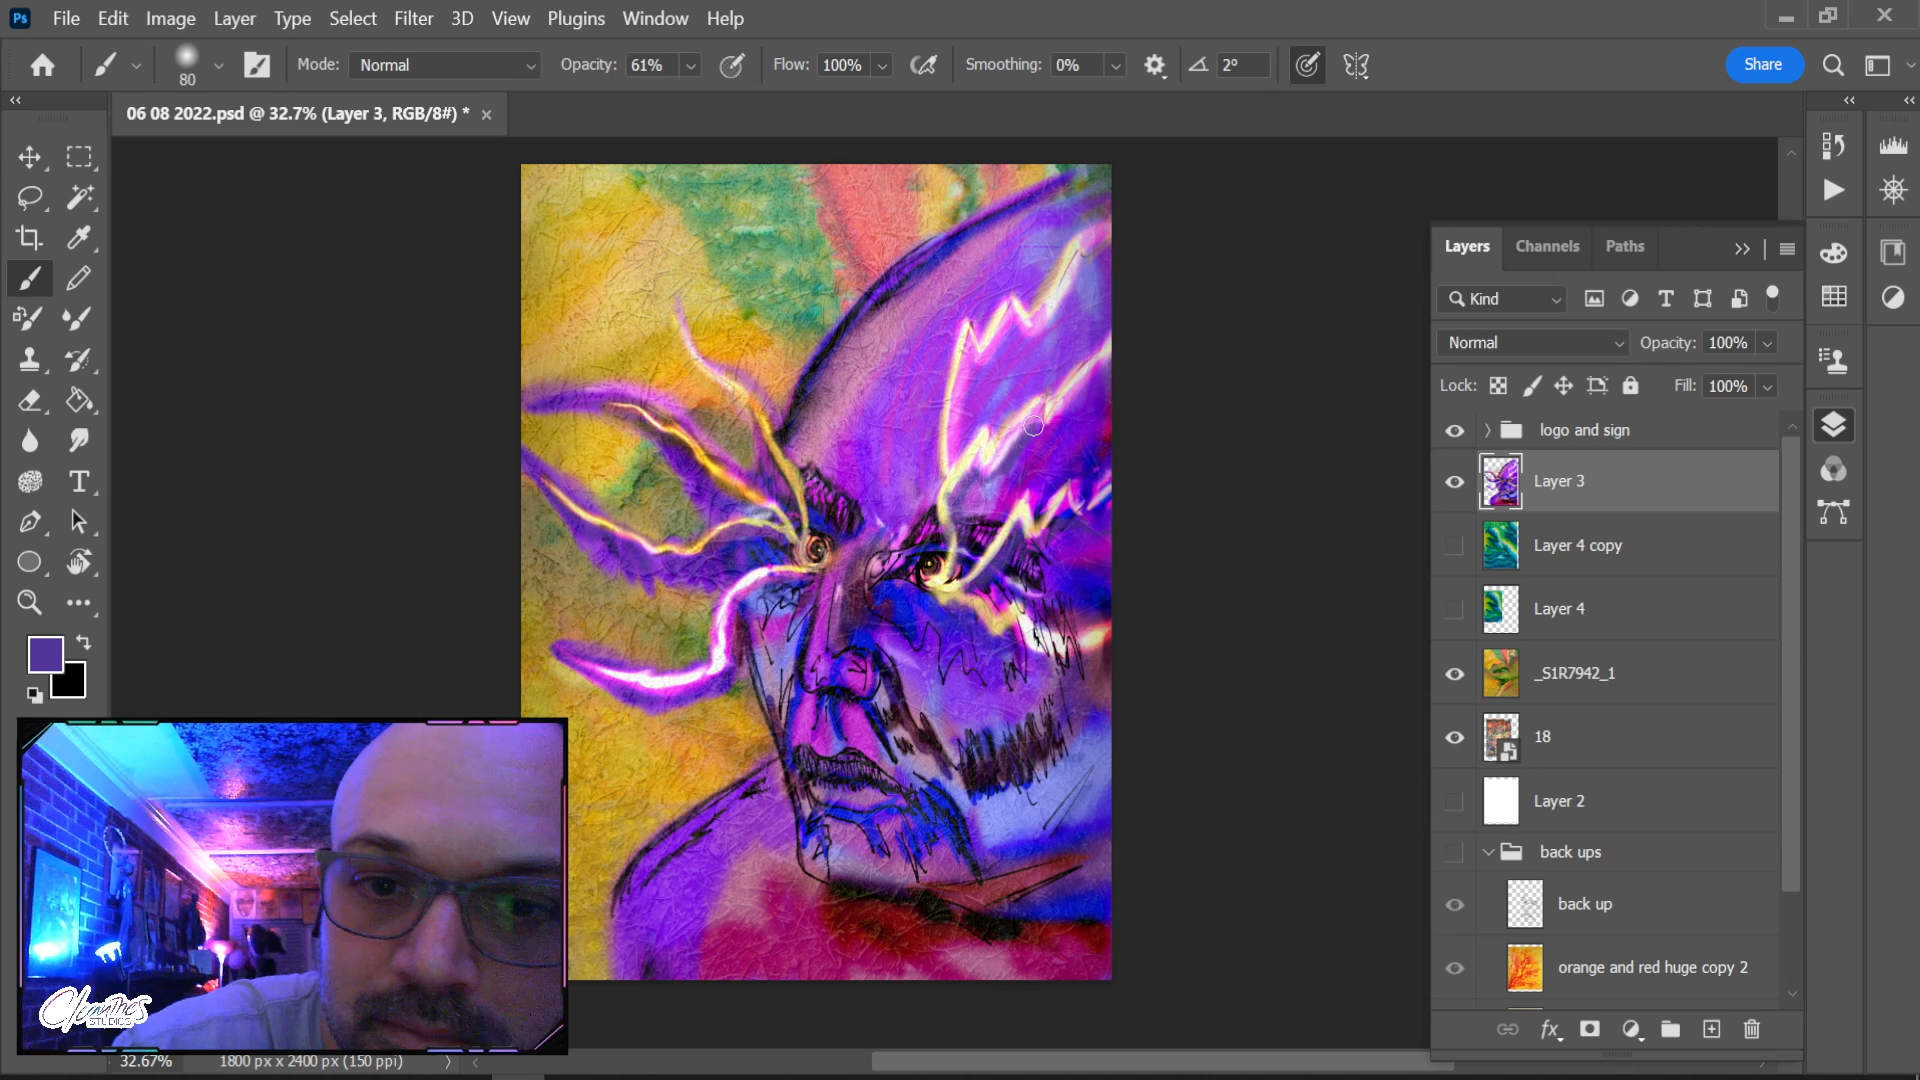 Ps File Edit Image Layer Type Select Filter 3D View Plugins Window Help
80 Mode: Normal Opacity: 61% Flow: 100% Smoothing: 0% 2° Share
06 08 2022.psd @ 32.7% (Layer 3, RGB/8#) *
Layers Channels Paths
Kind
Normal Opacity: 100%
Lock: Fill: 100%
logo and sign
Layer 3
Layer 4 copy
Layer 4
_S1R7942_1
18
Layer 2
back ups
back up
orange and red huge copy 2
fx
STUDIOS
32.67% 1800 px x 2400 px (150 ppi)